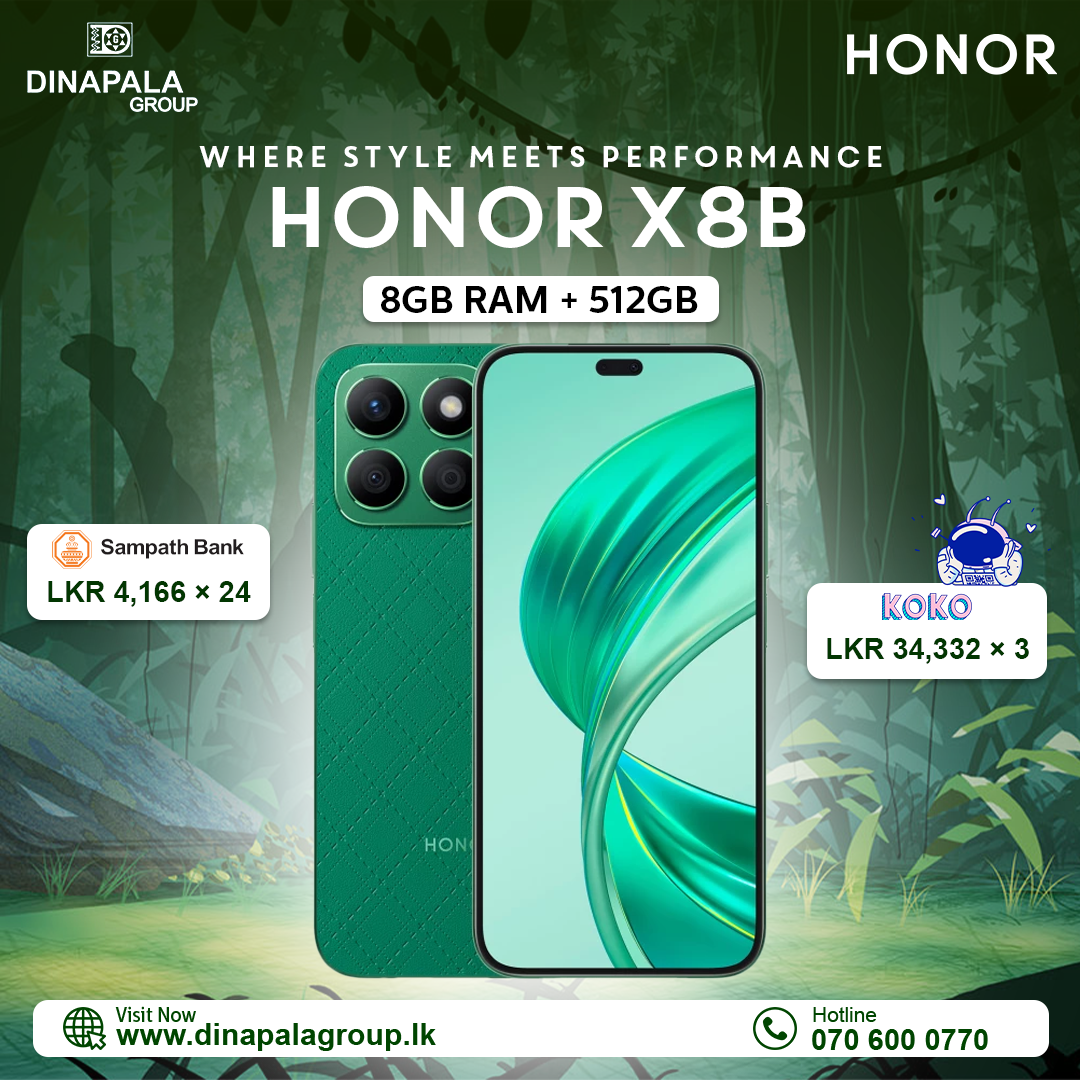 DINAPALA
GROUP
HONOR
WHERE STYLE MEETS PERFORMANCE
HONOR X8B
8GB RAM + 512GB
Sampath Bank
LKR 4,166 × 24
KOKO
LKR 34,332 × 3
HONO
Visit Now
www.dinapalagroup.lk
Hotline
070 600 0770